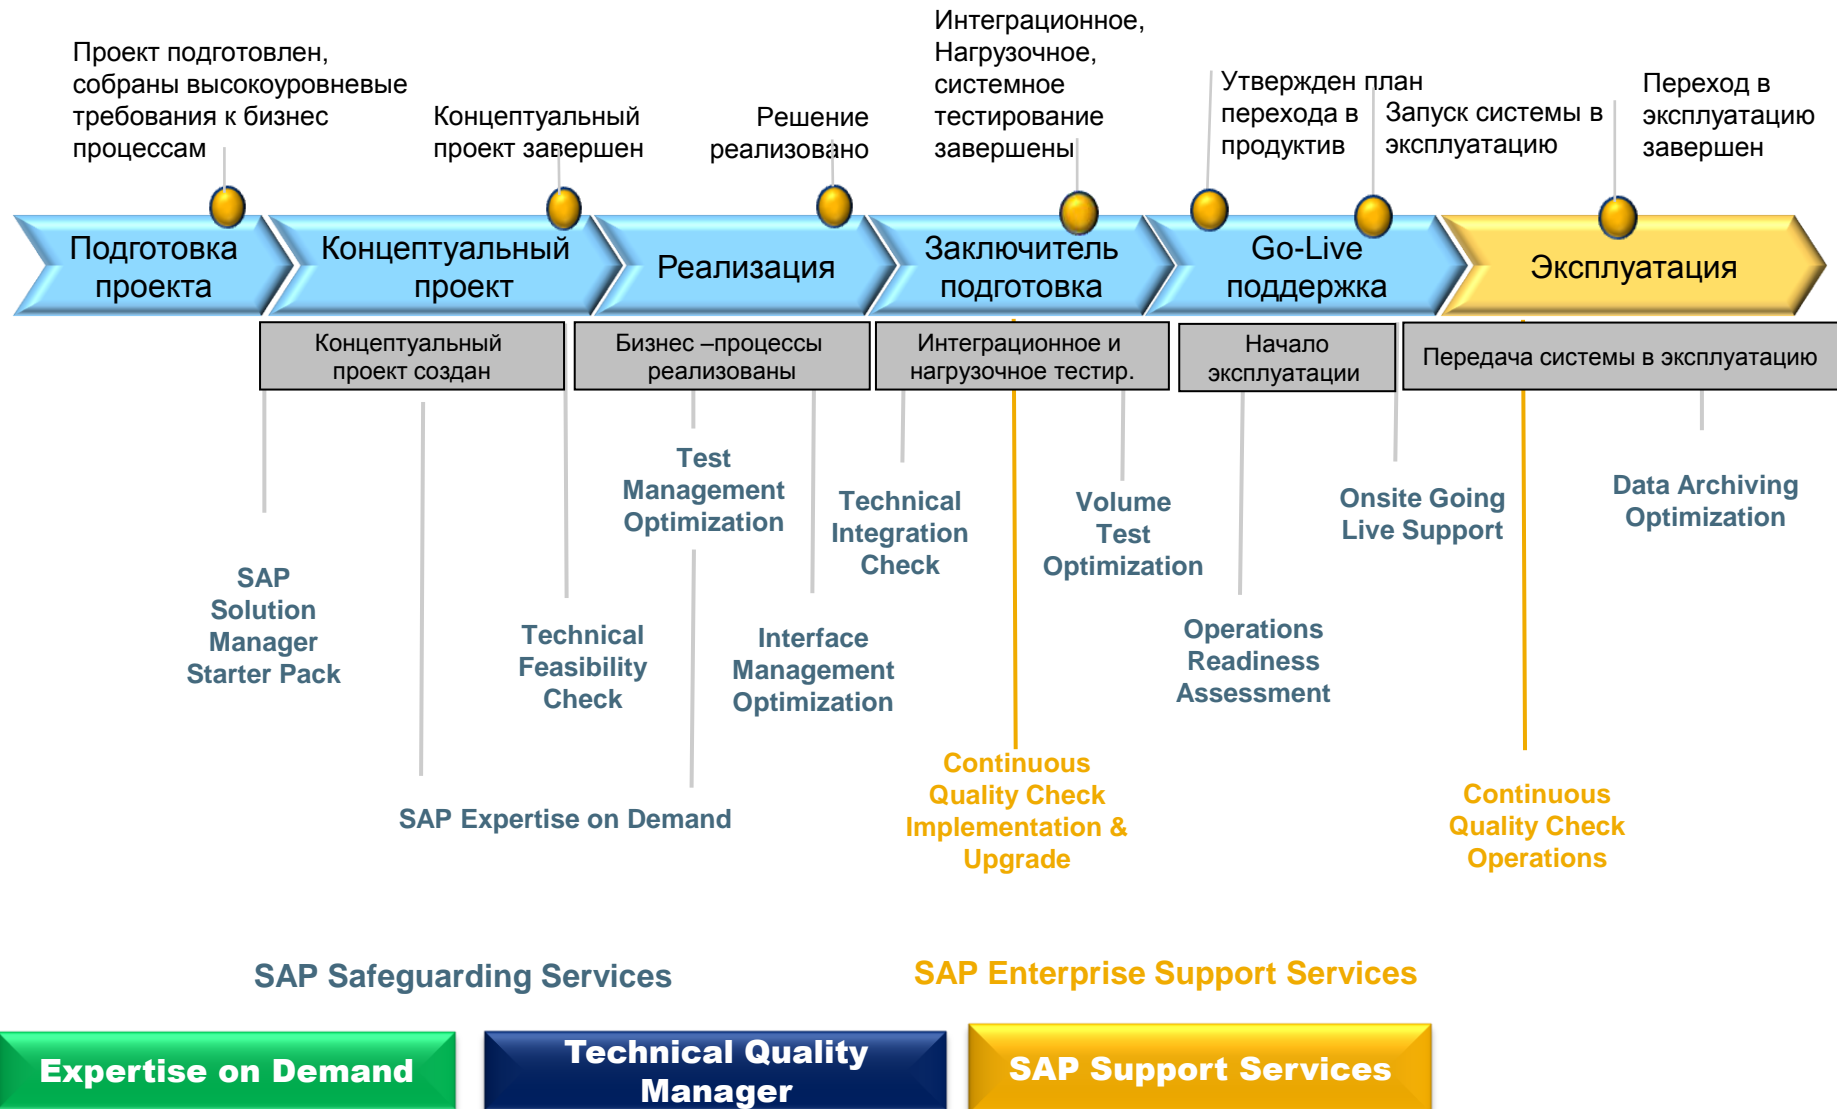 Проект подготовлен,
собраны высокоуровневые
требования к бизнес
процессам
Концептуальный
проект завершен
Решение
реализовано
Интеграционное,
Нагрузочное,
системное
тестирование
завершены
Утвержден план
перехода в
продуктив
Запуск системы в
эксплуатацию
Переход в
эксплуатацию
завершен
Подготовка
проекта
Концептуальный
проект
Реализация
Заключитель
подготовка
Go-Live
поддержка
Эксплуатация
Концептуальный
проект создан
Бизнес –процессы
реализованы
Интеграционное и
нагрузочное тестир.
Начало
эксплуатации
Передача системы в эксплуатацию
SAP
Solution
Manager
Starter Pack
SAP Expertise on Demand
Technical
Feasibility
Check
Test
Management
Optimization
Interface
Management
Optimization
Technical
Integration
Check
Continuous
Quality Check
Implementation &
Upgrade
Volume
Test
Optimization
Operations
Readiness
Assessment
Onsite Going
Live Support
Continuous
Quality Check
Operations
Data Archiving
Optimization
SAP Safeguarding Services
SAP Enterprise Support Services
Expertise on Demand
Technical Quality
Manager
SAP Support Services